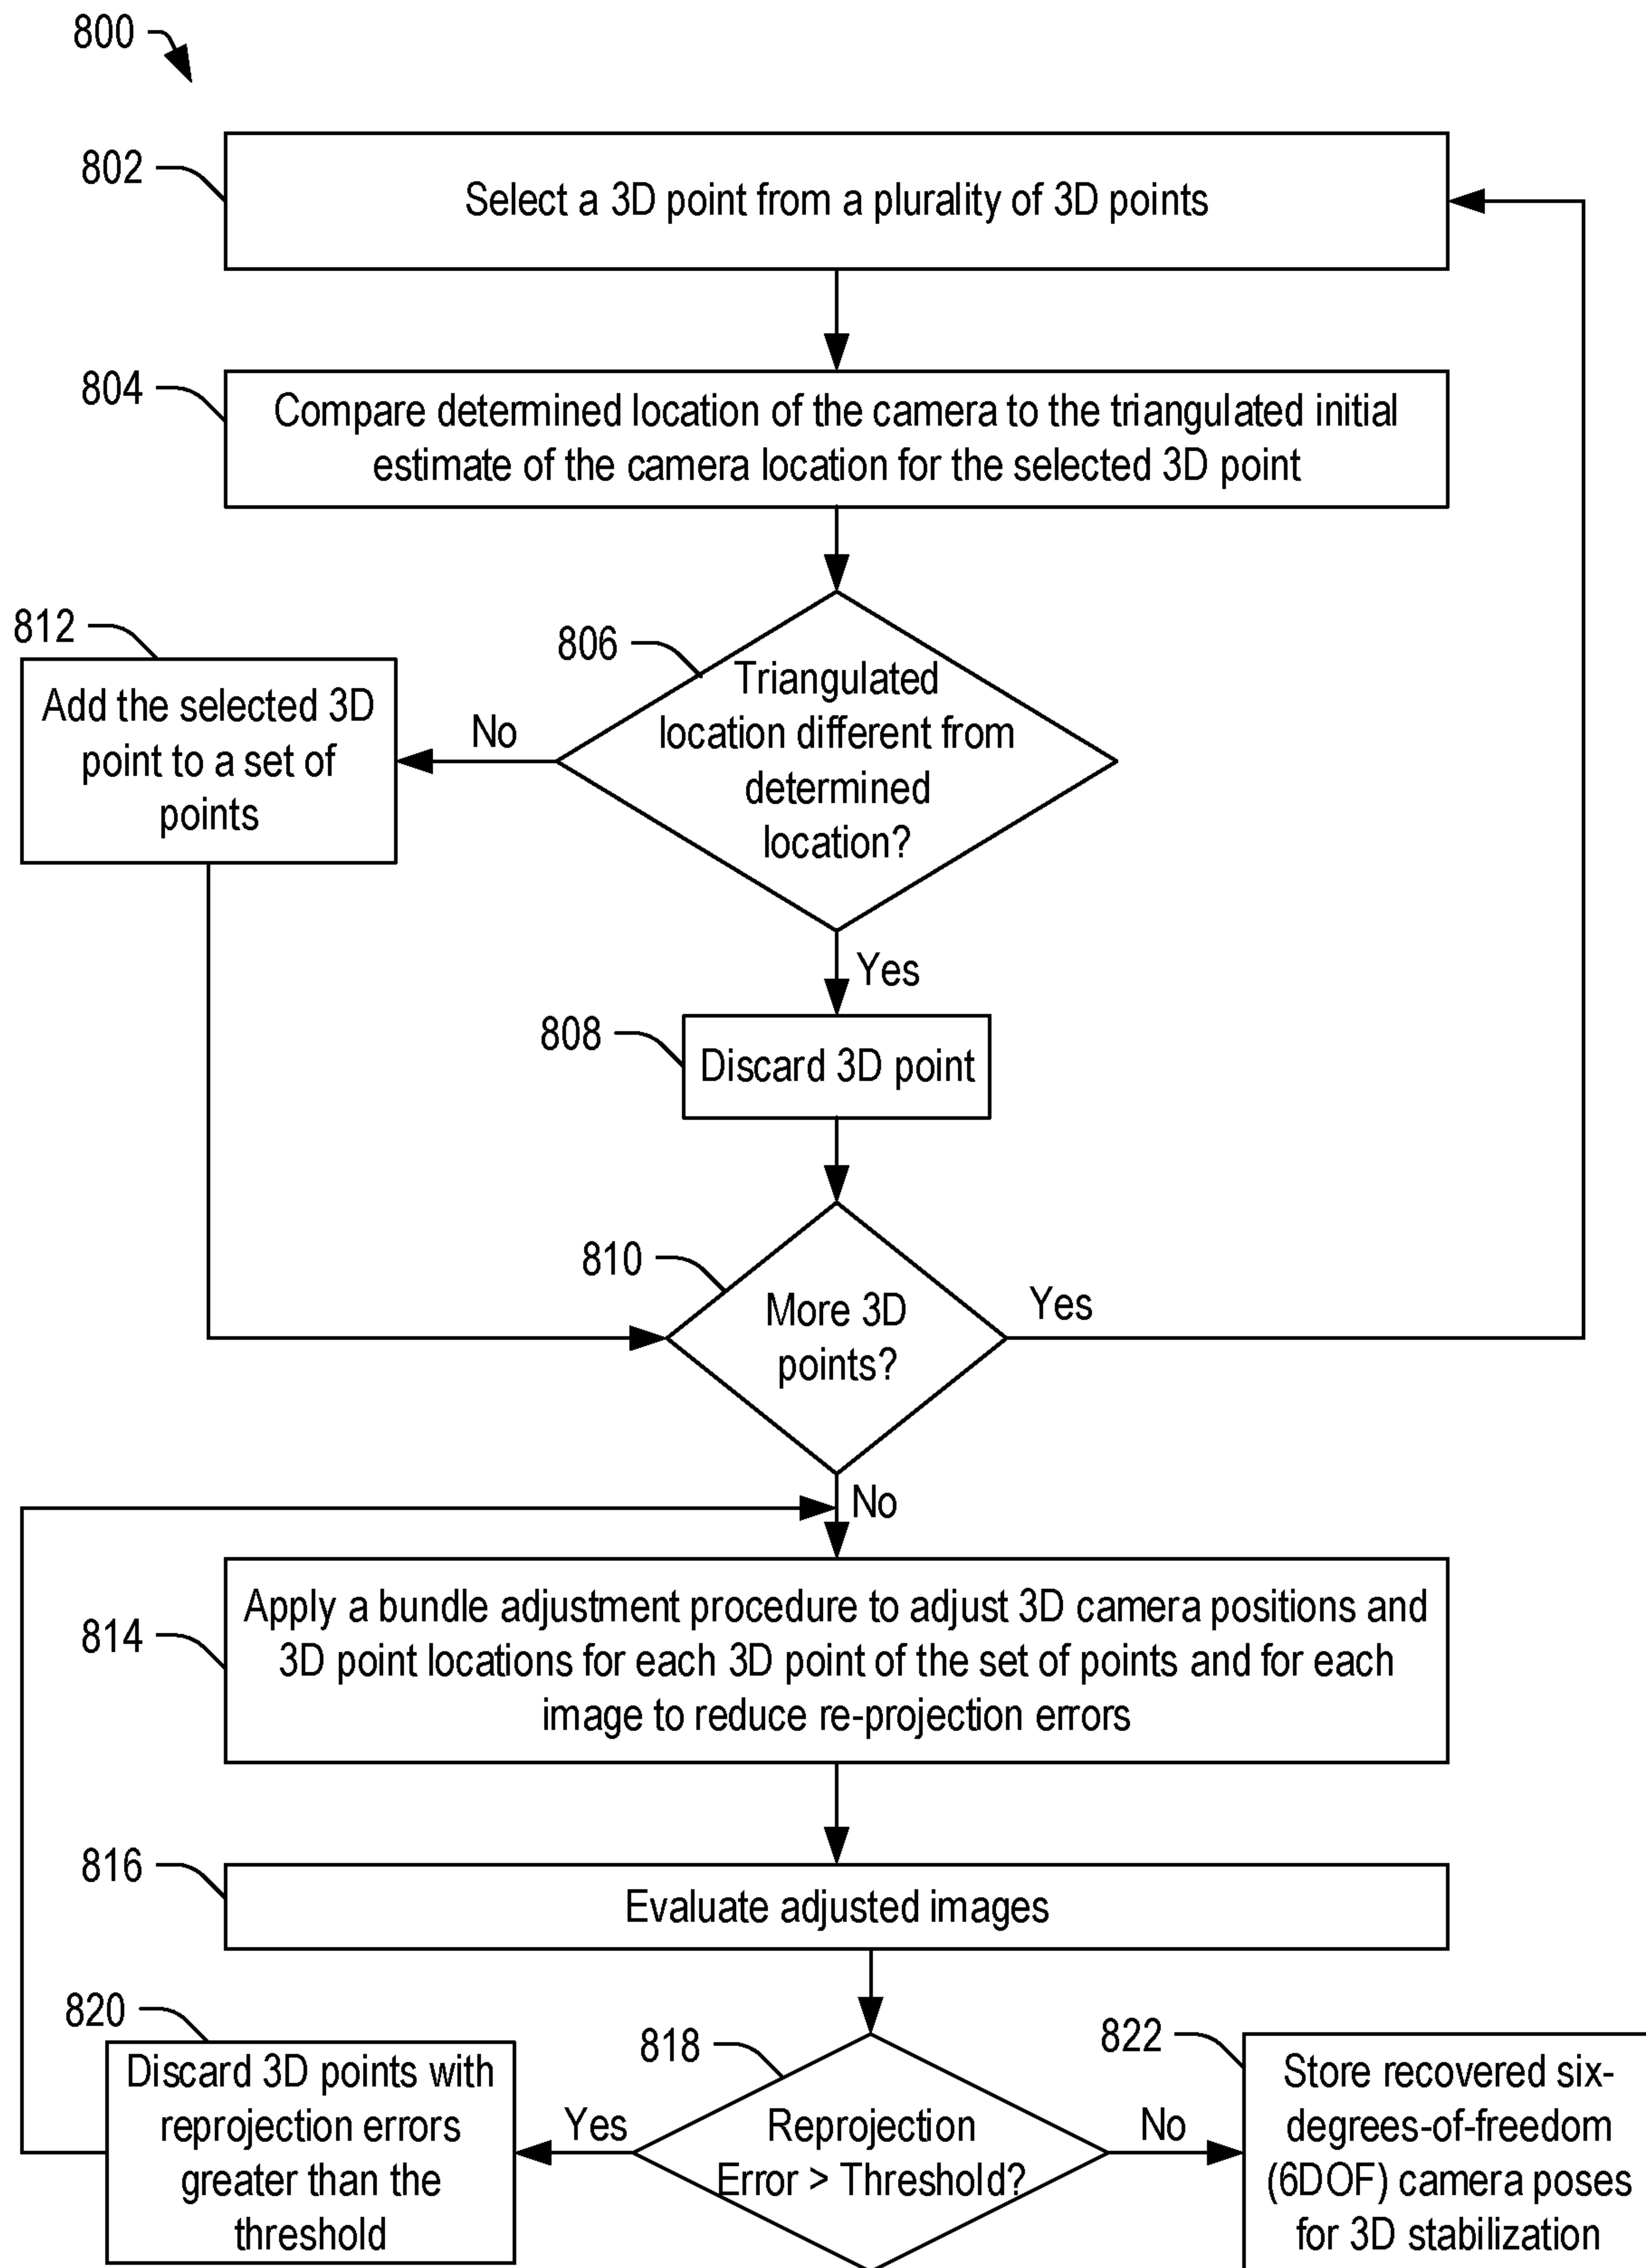 800
802
Select a 3D point from a plurality of 3D points
804
Compare determined location of the camera to the triangulated initial
estimate of the camera location for the selected 3D point
812
Add the selected 3D
point to a set of
points
No
806
Triangulated
location different from
determined
location?
Yes
808
Discard 3D point
810
More 3D
points?
Yes
No
814
Apply a bundle adjustment procedure to adjust 3D camera positions and
3D point locations for each 3D point of the set of points and for each
image to reduce re-projection errors
816
Evaluate adjusted images
820
Discard 3D points with
reprojection errors
greater than the
threshold
Yes
818
Reprojection
Error > Threshold?
No
822
Store recovered six-
degrees-of-freedom
(6DOF) camera poses
for 3D stabilization